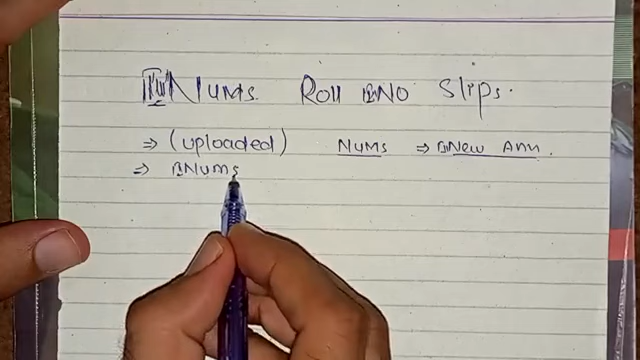 Nums Roll No Slips.
⇒ (uploaded) Nums ⇒ New Ann.
⇒ Nums